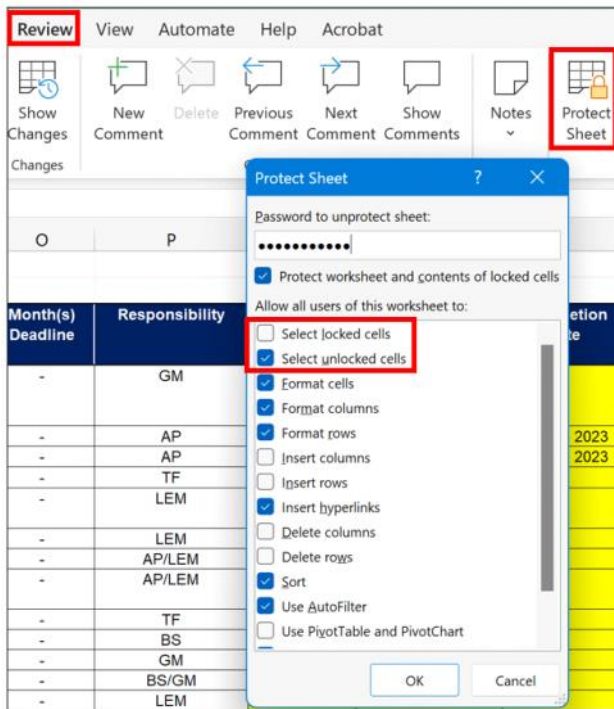 Review View Automate Help Acrobat
Show Changes
New Comment
Delete
Previous Comment
Next Comment
Show Comments
Notes
Protect Sheet
Changes
Protect Sheet ? ×
Password to unprotect sheet:
•••••••••••
Protect worksheet and contents of locked cells
Allow all users of this worksheet to:
Select locked cells
Select unlocked cells
Format cells
Format columns
Format rows
Insert columns
Insert rows
Insert hyperlinks
Delete columns
Delete rows
Sort
Use AutoFilter
Use PivotTable and PivotChart
OK Cancel
O P
Month(s) Deadline
Responsibility
- GM
- AP 2023
- AP 2023
- TF
- LEM
- LEM
- AP/LEM
- AP/LEM
- TF
- BS
- GM
- BS/GM
- LEM